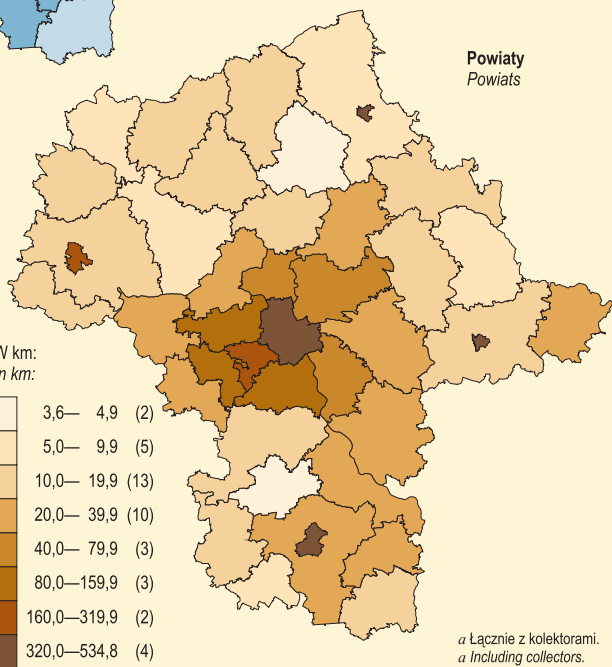 Powiaty
Powiats
W km:
n km:
3,6— 4,9 (2)
5,0— 9,9 (5)
10,0— 19,9 (13)
20,0— 39,9 (10)
40,0— 79,9 (3)
80,0—159,9 (3)
160,0—319,9 (2)
320,0—534,8 (4)
a Łącznie z kolektorami.
a Including collectors.